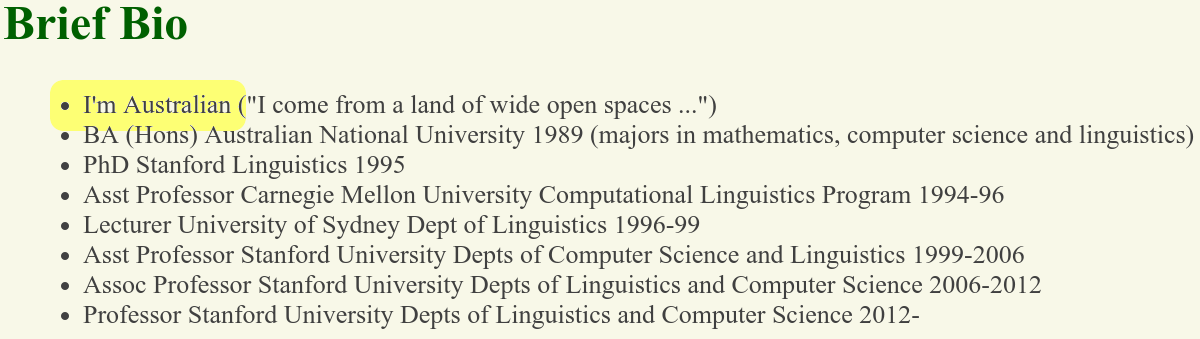 Brief Bio
I'm Australian ("I come from a land of wide open spaces ...")
BA (Hons) Australian National University 1989 (majors in mathematics, computer science and linguistics)
PhD Stanford Linguistics 1995
Asst Professor Carnegie Mellon University Computational Linguistics Program 1994-96
Lecturer University of Sydney Dept of Linguistics 1996-99
Asst Professor Stanford University Depts of Computer Science and Linguistics 1999-2006
Assoc Professor Stanford University Depts of Linguistics and Computer Science 2006-2012
Professor Stanford University Depts of Linguistics and Computer Science 2012-